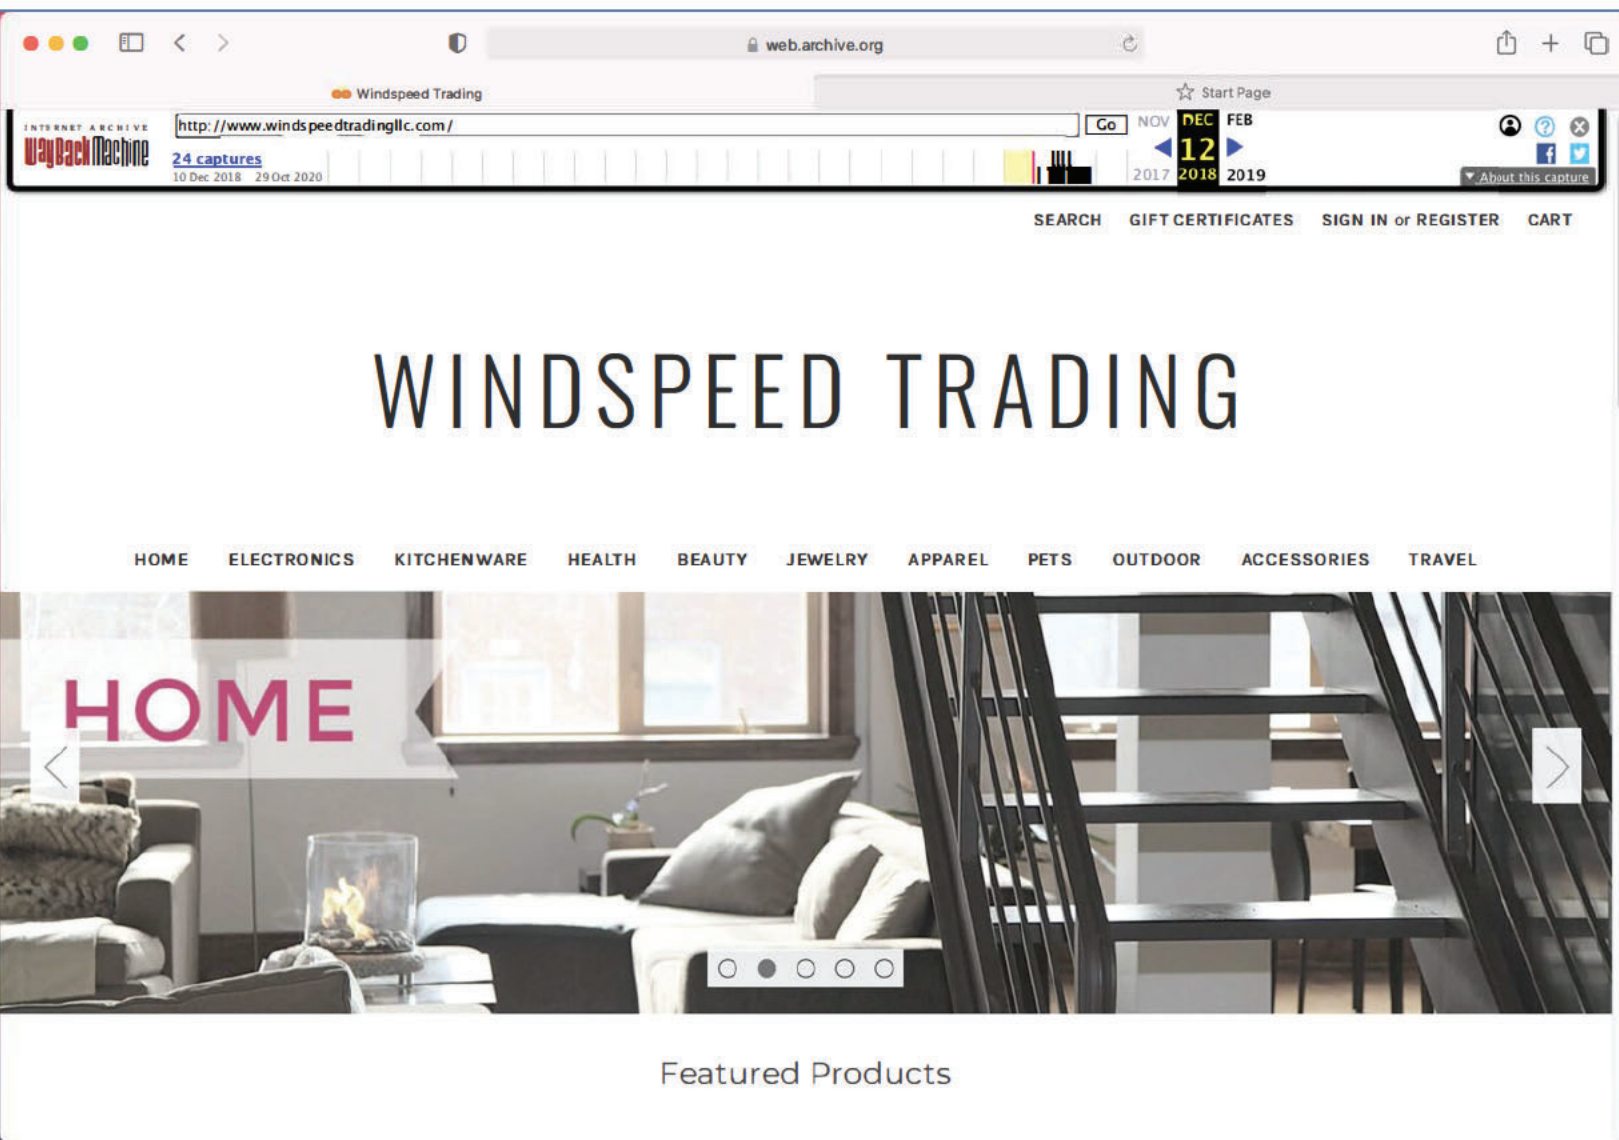 web.archive.org
Windspeed Trading
Start Page
INTERNET ARCHIVE
WayBackMachine
http://www.windspeedtradingllc.com/
Go
NOV DEC FEB
24 captures
12
10 Dec 2018 29 Oct 2020
2017 2018 2019
About this capture
SEARCH GIFT CERTIFICATES SIGN IN or REGISTER CART
WINDSPEED TRADING
HOME ELECTRONICS KITCHENWARE HEALTH BEAUTY JEWELRY APPAREL PETS OUTDOOR ACCESSORIES TRAVEL
HOME
Featured Products